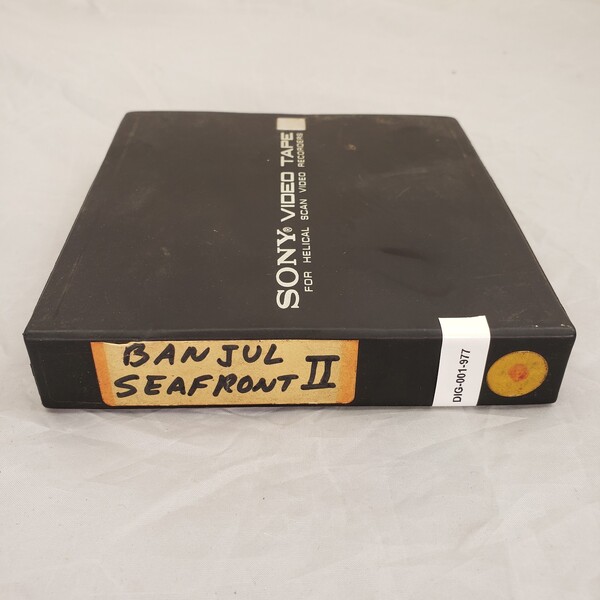 SONY® VIDEO TAPE
FOR HELICAL SCAN VIDEO RECORDERS
BANJUL
SEAFRONT II
DIG-001-977